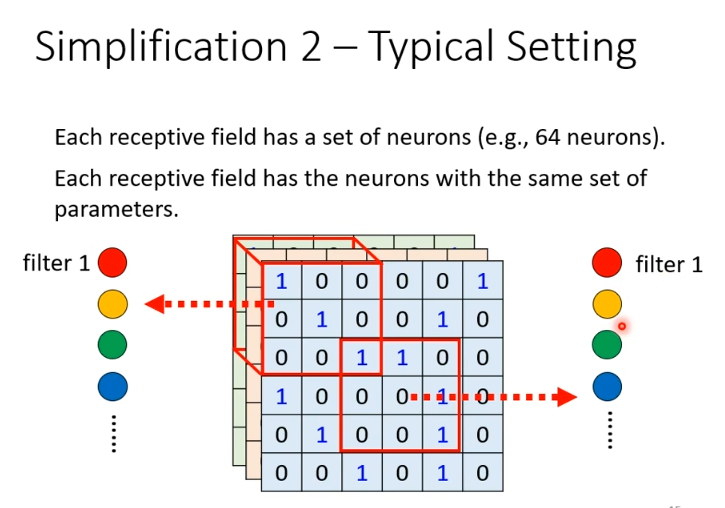 Simplification 2 – Typical Setting
Each receptive field has a set of neurons (e.g., 64 neurons).
Each receptive field has the neurons with the same set of
parameters.
filter 1
filter 1
1 0 0 0 0 1
0 1 0 0 1 0
0 0 1 1 0 0
1 0 0 0 1 0
0 1 0 0 1 0
0 0 1 0 1 0